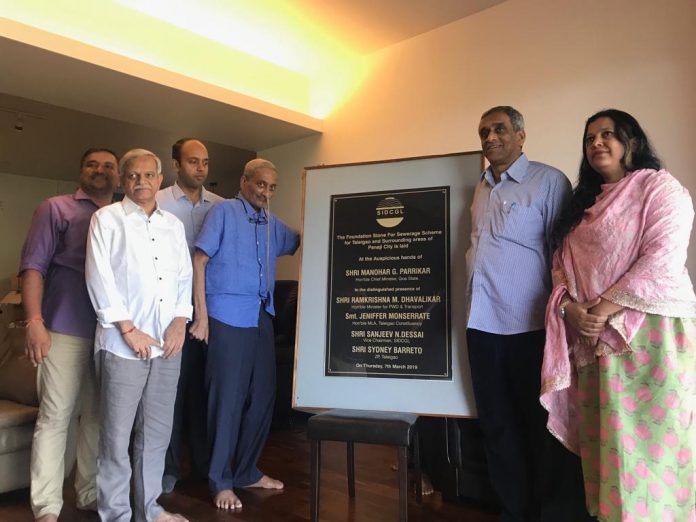 SIDCGL
The Foundation Stone For Sewerage Scheme
for Taleigao and Surrounding areas of
Panaji City is laid
At the Auspicious hands of
SHRI MANOHAR G. PARRIKAR
Hon'ble Chief Minister, Goa State.
In the distinguished presence of
SHRI RAMKRISHNA M. DHAVALIKAR
Hon'ble Minister for PWD & Transport
Smt. JENIFFER MONSERRATE
Hon'ble MLA, Taleigao Constituency
SHRI SANJEEV N.DESSAI
Vice Chairman, SIDCGL
SHRI SYDNEY BARRETO
ZP, Taleigao
On Thursday, 7th March 2019